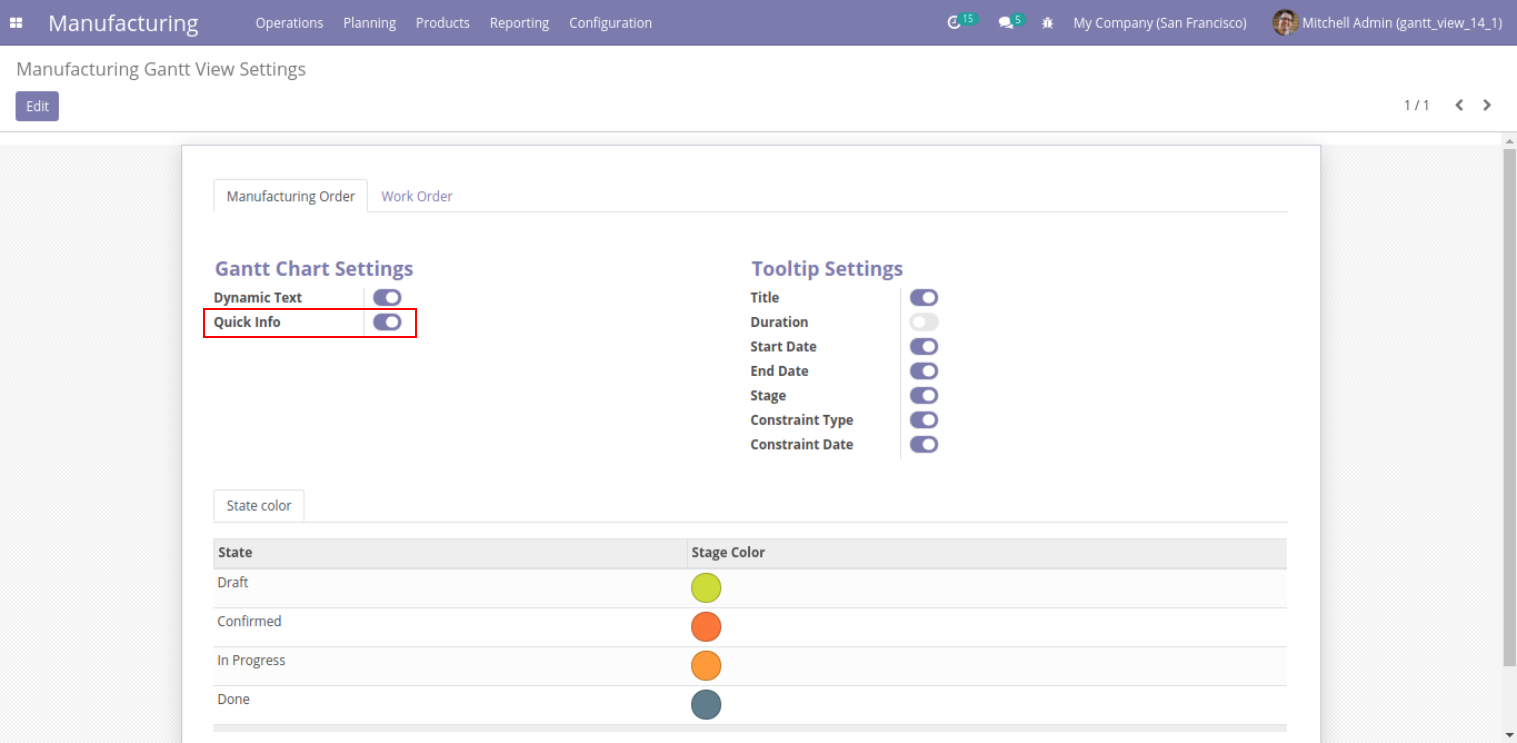 Manufacturing Operations Planning Products Reporting Configuration 15 5 My Company (San Francisco) Mitchell Admin (gantt_view_14_1)
Manufacturing Gantt View Settings
Edit 1 / 1
Manufacturing Order Work Order
Gantt Chart Settings
Dynamic Text
Quick Info
Tooltip Settings
Title
Duration
Start Date
End Date
Stage
Constraint Type
Constraint Date
State color
State Stage Color
Draft
Confirmed
In Progress
Done